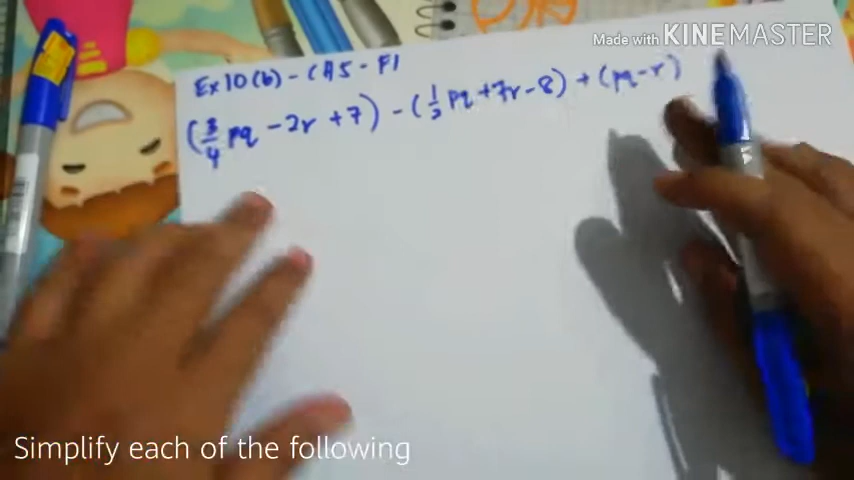 Made with KINEMASTER
Ex 10 (b) - CA5 - F1
(3/4 pq - 2r + 7) - (1/2 pq + 7r - 8) + (pq - r)
Simplify each of the following